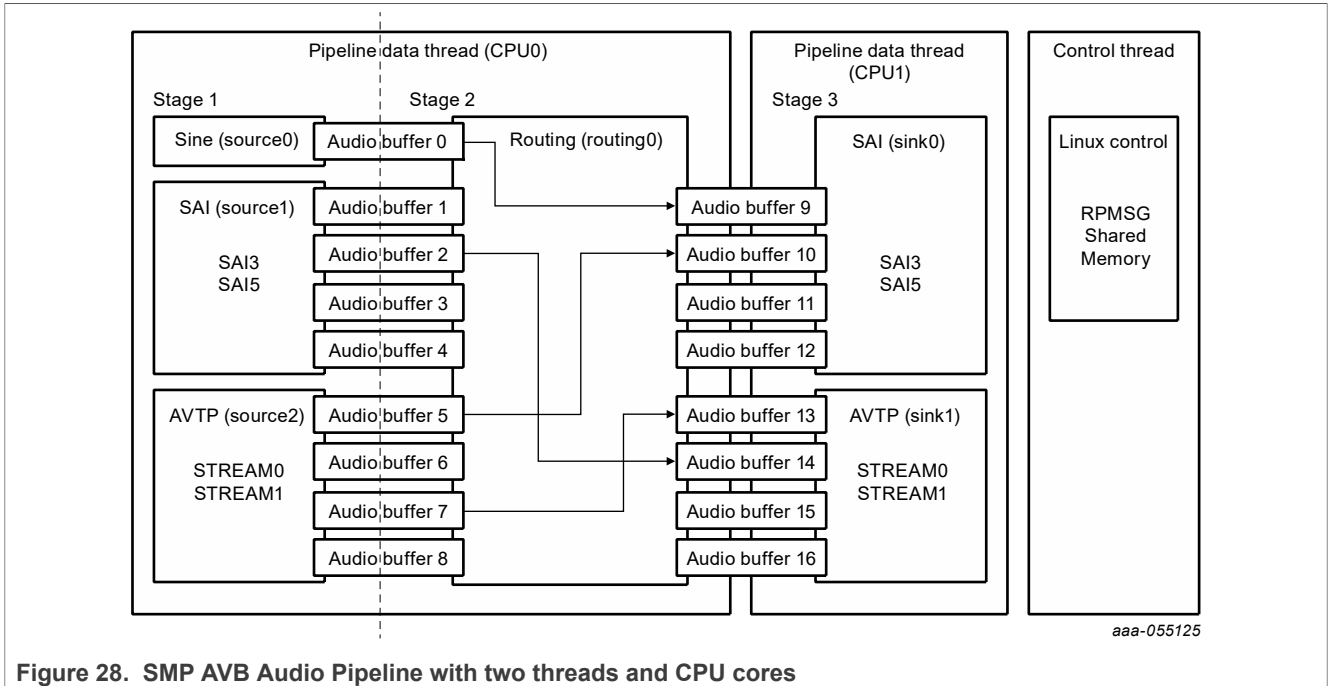 Pipeline data thread (CPU0)
Pipeline data thread
(CPU1)
Control thread
Stage 1
Stage 2
Stage 3
Sine (source0)
Audio buffer 0
Routing (routing0)
SAI (sink0)
Linux control
SAI (source1)
Audio buffer 1
Audio buffer 9
RPMSG
Shared
Memory
Audio buffer 2
Audio buffer 10
SAI3
SAI5
SAI3
SAI5
Audio buffer 3
Audio buffer 11
Audio buffer 4
Audio buffer 12
AVTP (source2)
Audio buffer 5
Audio buffer 13
AVTP (sink1)
STREAM0
STREAM1
Audio buffer 6
Audio buffer 14
STREAM0
STREAM1
Audio buffer 7
Audio buffer 15
Audio buffer 8
Audio buffer 16
aaa-055125
Figure 28. SMP AVB Audio Pipeline with two threads and CPU cores